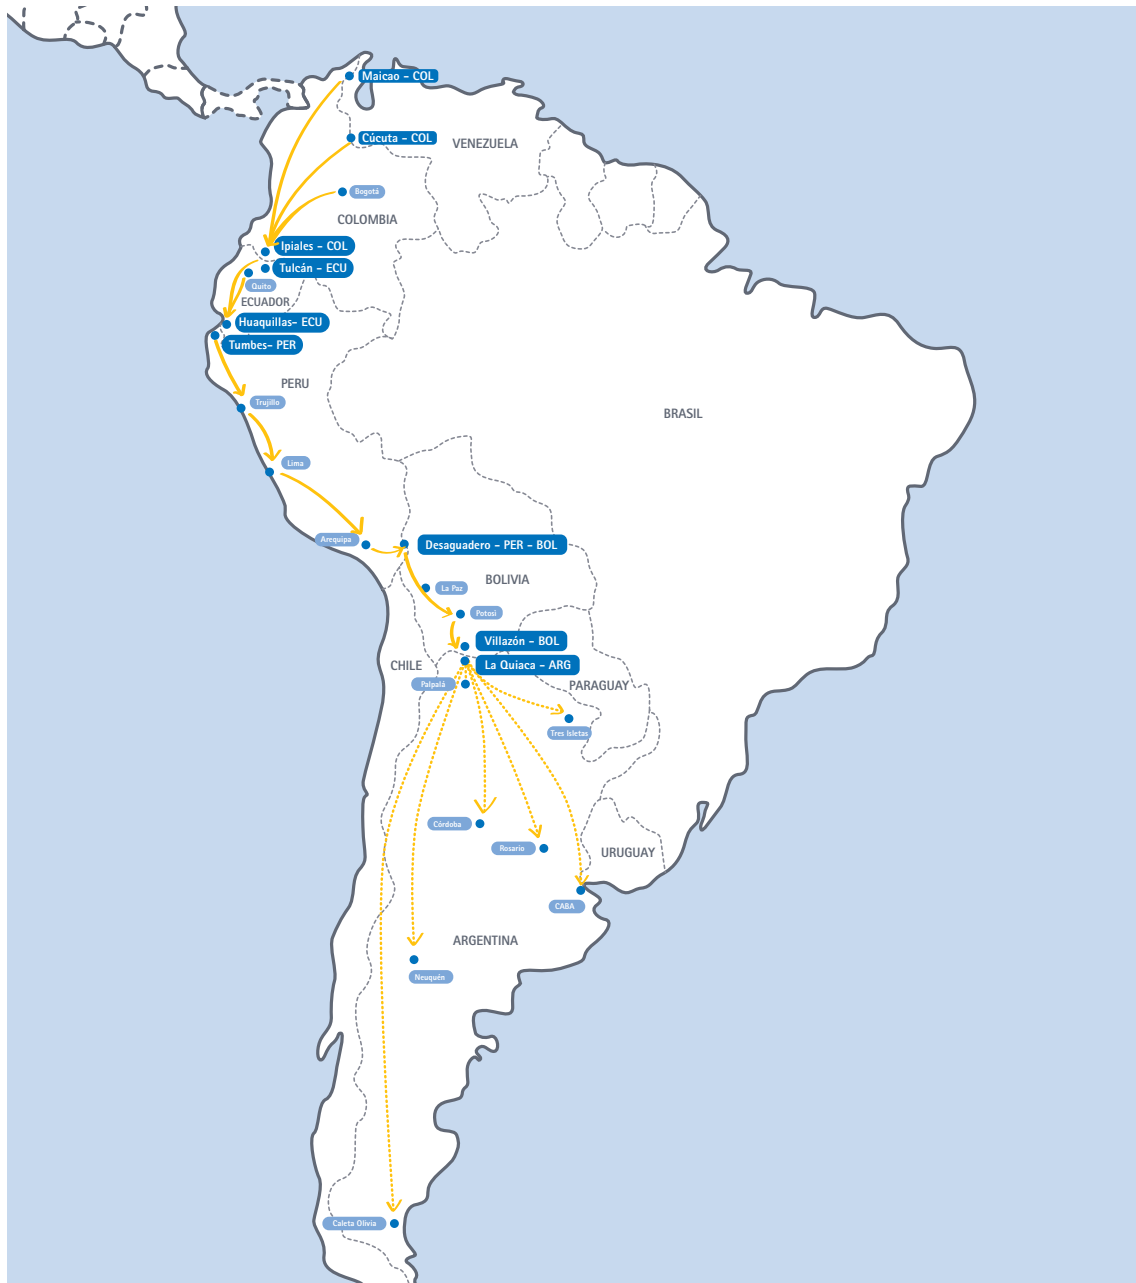 Maicao - COL
Cúcuta - COL
VENEZUELA
Bogotá
COLOMBIA
Ipiales - COL
Tulcán - ECU
Quito
ECUADOR
Huaquillas- ECU
Tumbes- PER
PERU
Trujillo
BRASIL
Lima
Arequipa
Desaguadero - PER - BOL
BOLIVIA
La Paz
Potosi
Villazón - BOL
CHILE
La Quiaca - ARG
Palpalá
PARAGUAY
Tres Isletas
Córdoba
Rosario
URUGUAY
CABA
ARGENTINA
Neuquén
Caleta Olivia